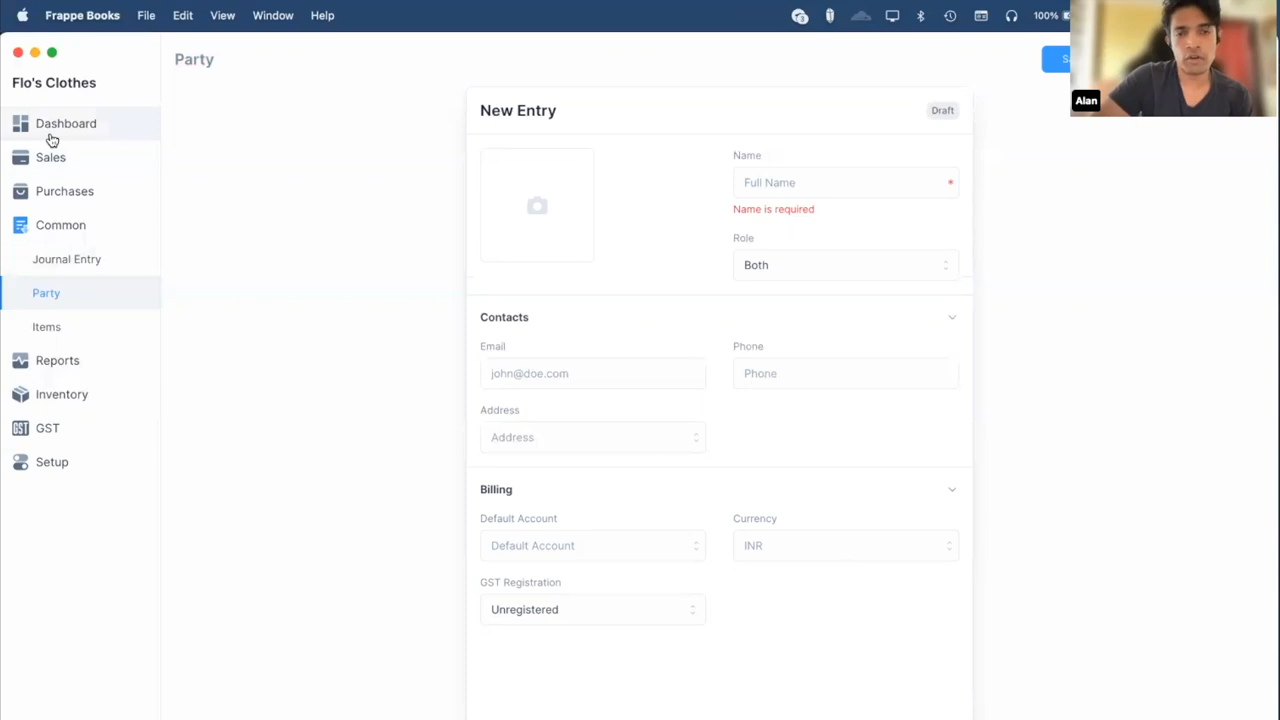 Frappe Books File Edit View Window Help 100%
Flo's Clothes
Party
Dashboard
Sales
Purchases
Common
Journal Entry
Party
Items
Reports
Inventory
GST
GST
Setup
New Entry
Draft
Name
Full Name *
Name is required
Role
Both
Contacts
Email
Phone
john@doe.com
Phone
Address
Address
Billing
Default Account
Currency
Default Account
INR
GST Registration
Unregistered
Alan